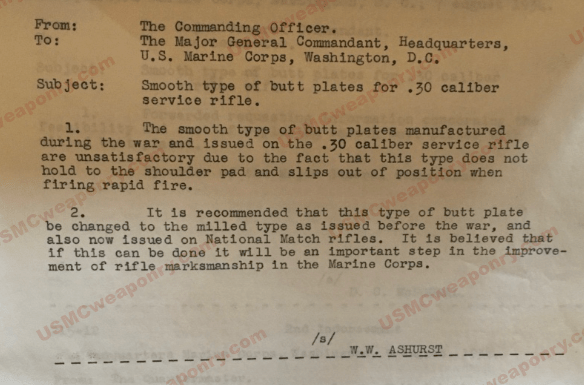 From: The Commanding Officer.
To: The Major General Commandant, Headquarters,
U.S. Marine Corps, Washington, D.C.
Subject: Smooth type of butt plates for .30 caliber
service rifle.
1. The smooth type of butt plates manufactured
during the war and issued on the .30 caliber service rifle
are unsatisfactory due to the fact that this type does not
hold to the shoulder pad and slips out of position when
firing rapid fire.
2. It is recommended that this type of butt plate
be changed to the milled type as issued before the war, and
also now issued on National Match rifles. It is believed that
if this can be done it will be an important step in the improve-
ment of rifle marksmanship in the Marine Corps.
/s/
W.W. ASHURST
USMCweaponry.com